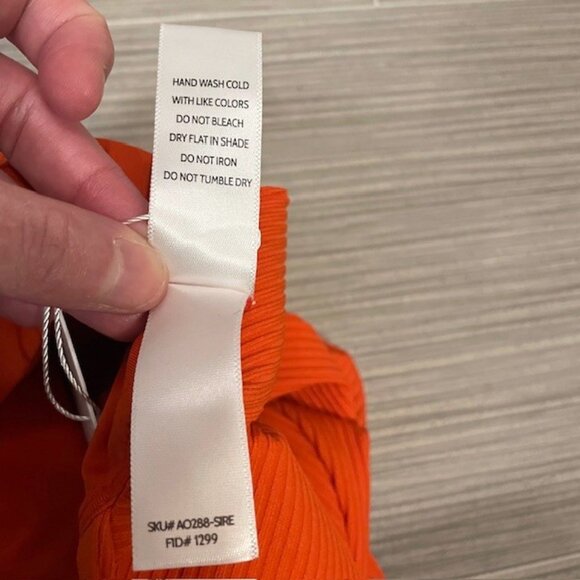 HAND WASH COLD
WITH LIKE COLORS
DO NOT BLEACH
DRY FLAT IN SHADE
DO NOT IRON
DO NOT TUMBLE DRY
SKU# AO288-SIRE
FID# 1299